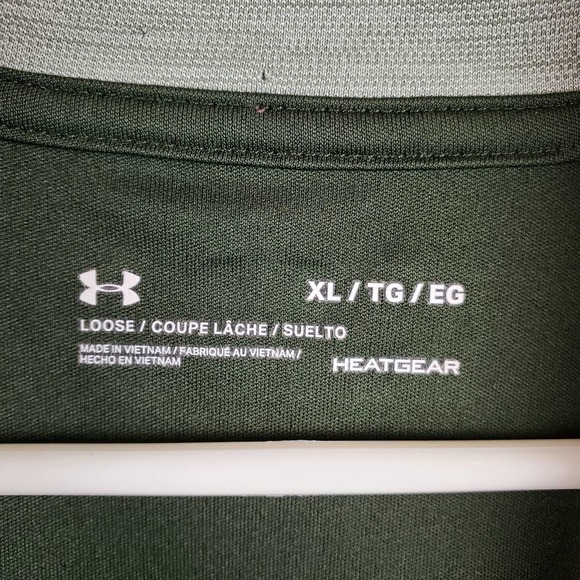 XL / TG / EG
LOOSE / COUPE LÂCHE / SUELTO
MADE IN VIETNAM / FABRIQUÉ AU VIETNAM /
HECHO EN VIETNAM
HEATGEAR